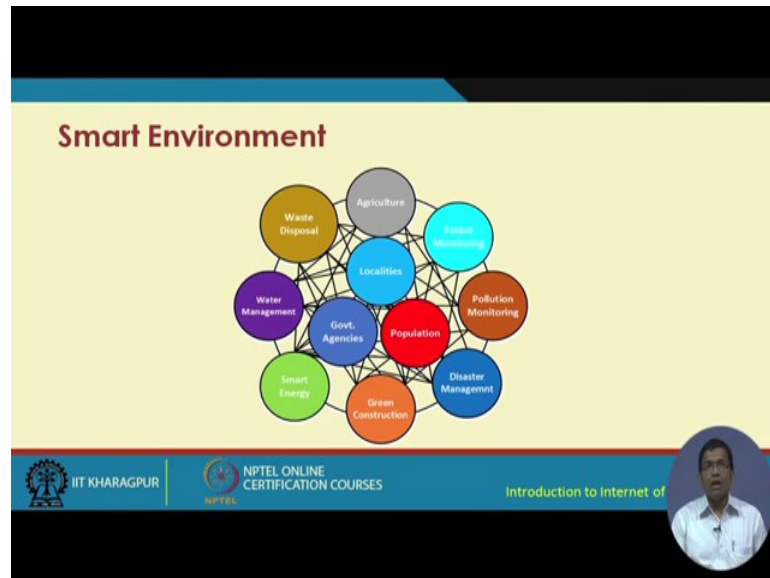 Smart Environment
Agriculture
Waste
Disposal
Forest
Monitoring
Localities
Water
Management
Pollution
Monitoring
Govt.
Agencies
Population
Smart
Energy
Disaster
Managemnt
Green
Construction
IIT KHARAGPUR
NPTEL
NPTEL ONLINE
CERTIFICATION COURSES
Introduction to Internet of